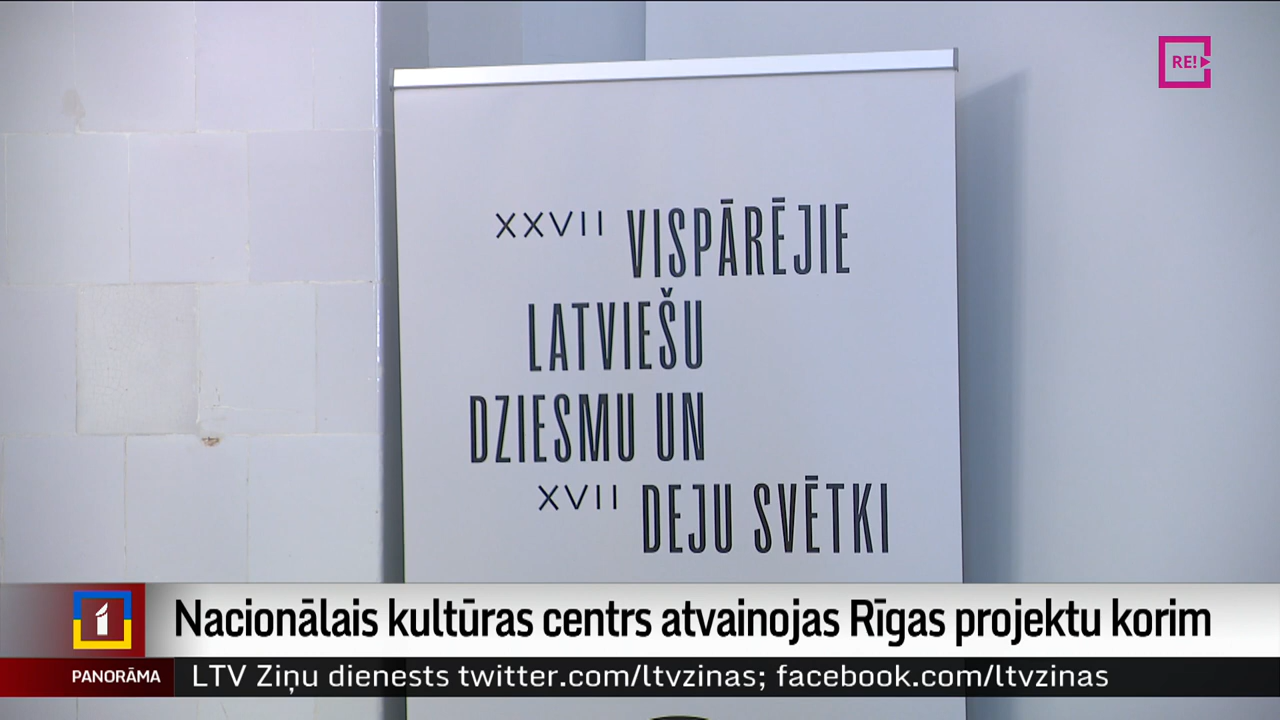 RE!
XXVII VISPĀRĒJIE
LATVIEŠU
DZIESMU UN
XVII DEJU SVĒTKI
1 Nacionālais kultūras centrs atvainojas Rīgas projektu korim
PANORĀMA LTV Ziņu dienests twitter.com/ltvzinas; facebook.com/ltvzinas